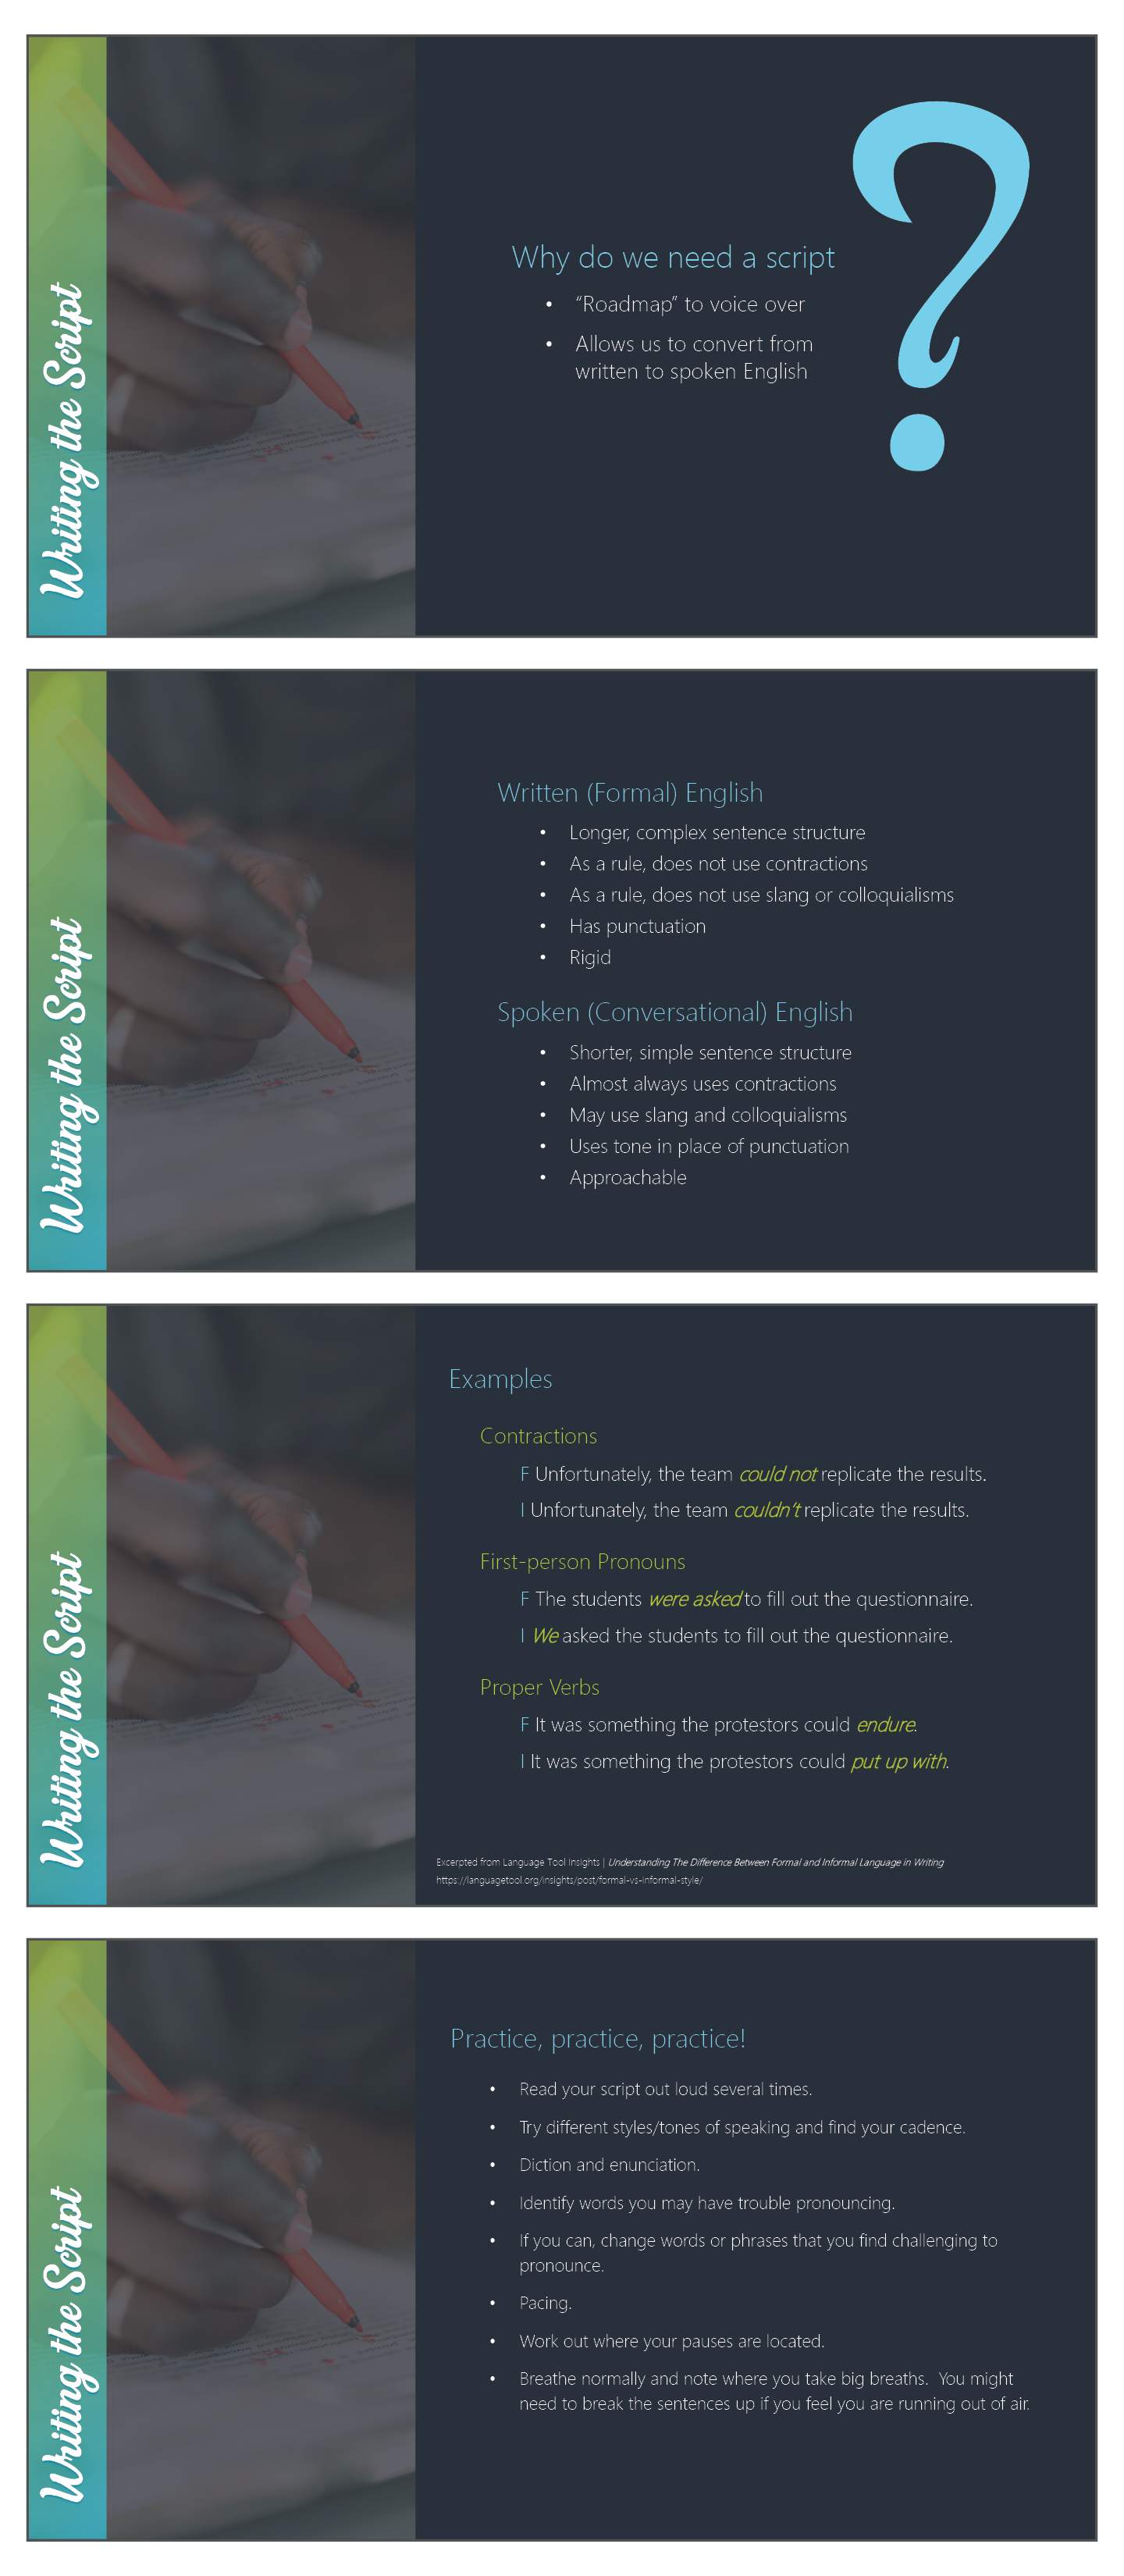 Writing the Script
Why do we need a script
?
• “Roadmap” to voice over
• Allows us to convert from
written to spoken English
Writing the Script
Written (Formal) English
• Longer, complex sentence structure
• As a rule, does not use contractions
• As a rule, does not use slang or colloquialisms
• Has punctuation
• Rigid
Spoken (Conversational) English
• Shorter, simple sentence structure
• Almost always uses contractions
• May use slang and colloquialisms
• Uses tone in place of punctuation
• Approachable
Writing the Script
Examples
Contractions
F Unfortunately, the team could not replicate the results.
I Unfortunately, the team couldn’t replicate the results.
First-person Pronouns
F The students were asked to fill out the questionnaire.
I We asked the students to fill out the questionnaire.
Proper Verbs
F It was something the protestors could endure.
I It was something the protestors could put up with.
Excerpted from Language Tool Insights | Understanding The Difference Between Formal and Informal Language in Writing
https://languagetool.org/insights/post/formal-vs-informal-style/
Writing the Script
Practice, practice, practice!
• Read your script out loud several times.
• Try different styles/tones of speaking and find your cadence.
• Diction and enunciation.
• Identify words you may have trouble pronouncing.
• If you can, change words or phrases that you find challenging to
pronounce.
• Pacing.
• Work out where your pauses are located.
• Breathe normally and note where you take big breaths.  You might
need to break the sentences up if you feel you are running out of air.